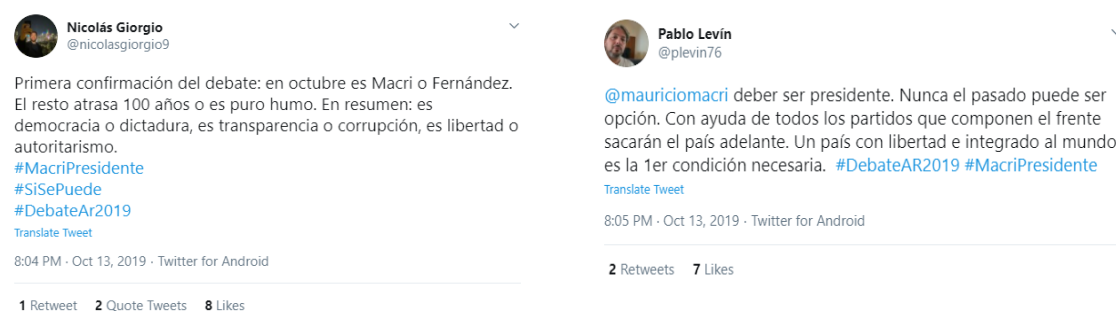 Nicolás Giorgio
@nicolasgiorgio9
Primera confirmación del debate: en octubre es Macri o Fernández.
El resto atrasa 100 años o es puro humo. En resumen: es
democracia o dictadura, es transparencia o corrupción, es libertad o
autoritarismo.
#MacriPresidente
#SiSePuede
#DebateAr2019
Translate Tweet
8:04 PM · Oct 13, 2019 · Twitter for Android
1 Retweet 2 Quote Tweets 8 Likes
Pablo Levín
@plevin76
@mauriciomacri deber ser presidente. Nunca el pasado puede ser
opción. Con ayuda de todos los partidos que componen el frente
sacarán el país adelante. Un país con libertad e integrado al mundo
es la 1er condición necesaria. #DebateAR2019 #MacriPresidente
Translate Tweet
8:05 PM · Oct 13, 2019 · Twitter for Android
2 Retweets 7 Likes